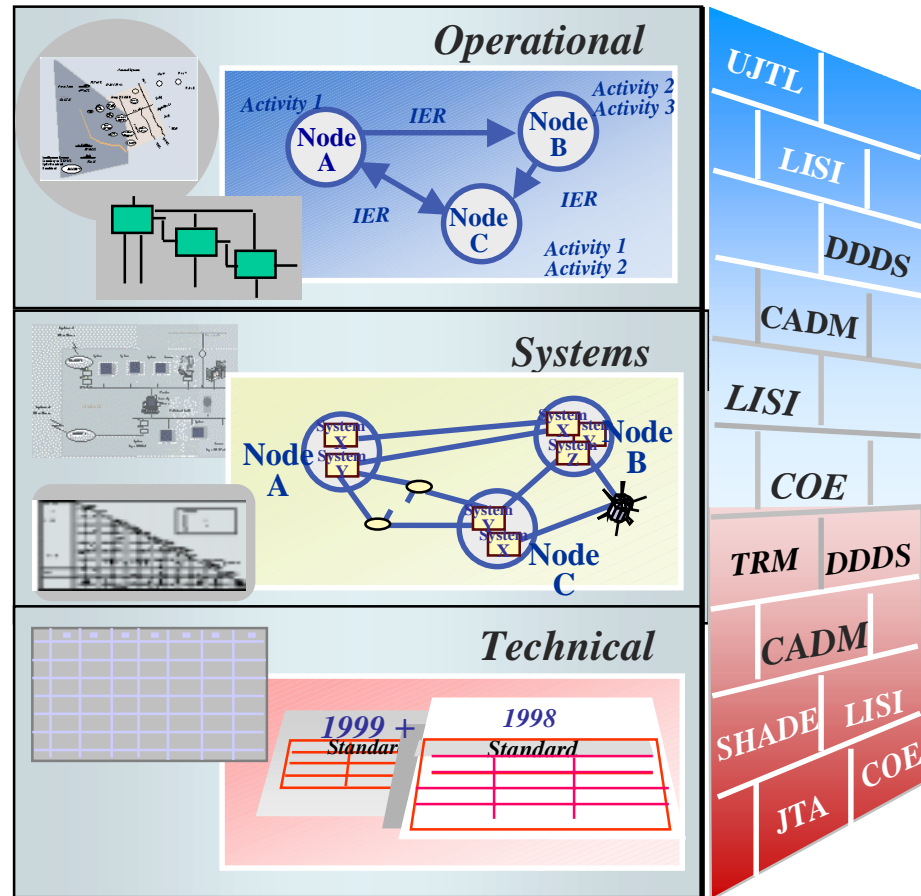 Operational
Activity 1
Activity 2
Activity 3
IER
Node
A
Node
B
IER
IER
Node
C
Activity 1
Activity 2
Systems
System
X
System
Y
Node
A
System
X
System
Z
Node
B
System
Y
System
X
Node
C
Technical
1999 +
1998
Standard
UJTL
LISI
DDDS
CADM
LISI
COE
TRM
DDDS
CADM
SHADE
LISI
JTA
COE